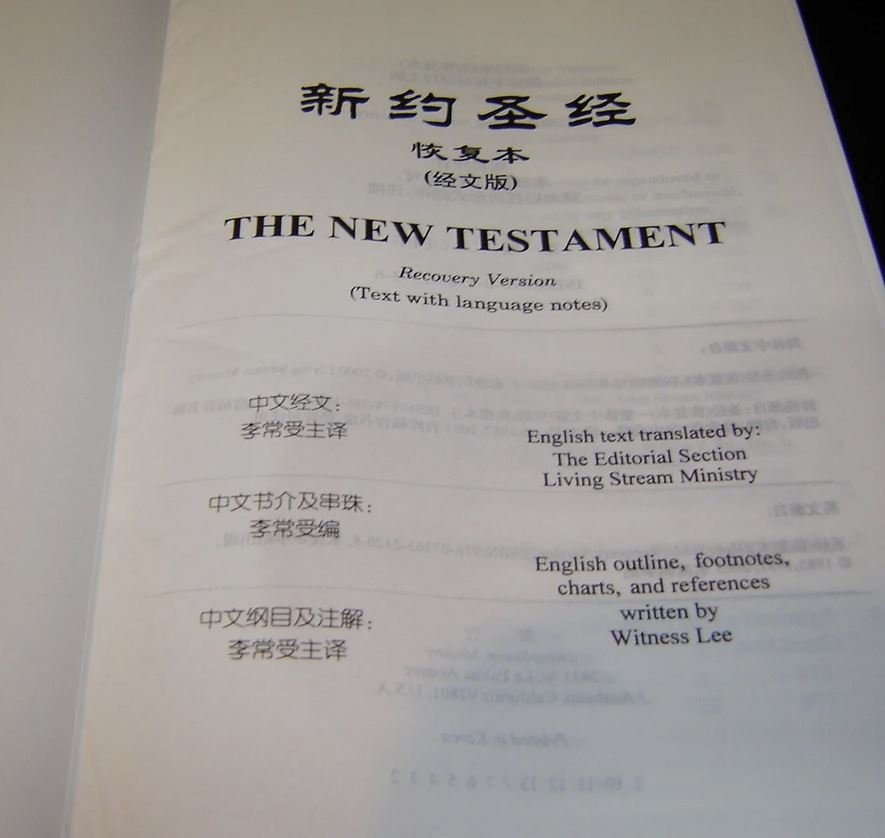 新约圣经
恢复本
(经文版)
THE NEW TESTAMENT
Recovery Version
(Text with language notes)
中文经文:
李常受主译
中文书介及串珠:
李常受编
中文纲目及注解:
李常受主译
English text translated by:
The Editorial Section
Living Stream Ministry
English outline, footnotes,
charts, and references
written by
Witness Lee